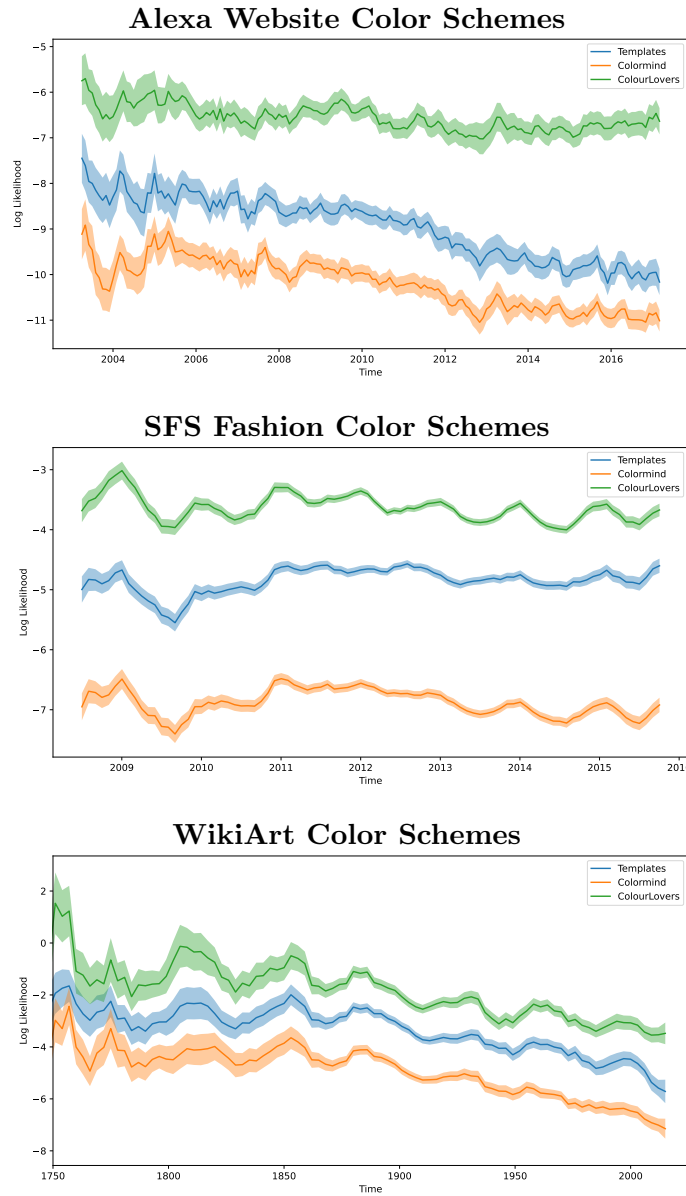 Alexa Website Color Schemes
−5
−6
−7
−8
−9
−10
−11
Log Likelihood
Templates
Colormind
ColourLovers
2004 2006 2008 2010 2012 2014 2016
Time
SFS Fashion Color Schemes
−3
−4
−5
−6
−7
Log Likelihood
Templates
Colormind
ColourLovers
2009 2010 2011 2012 2013 2014 2015 201
Time
WikiArt Color Schemes
2
0
−2
−4
−6
−8
Log Likelihood
Templates
Colormind
ColourLovers
1750 1800 1850 1900 1950 2000
Time